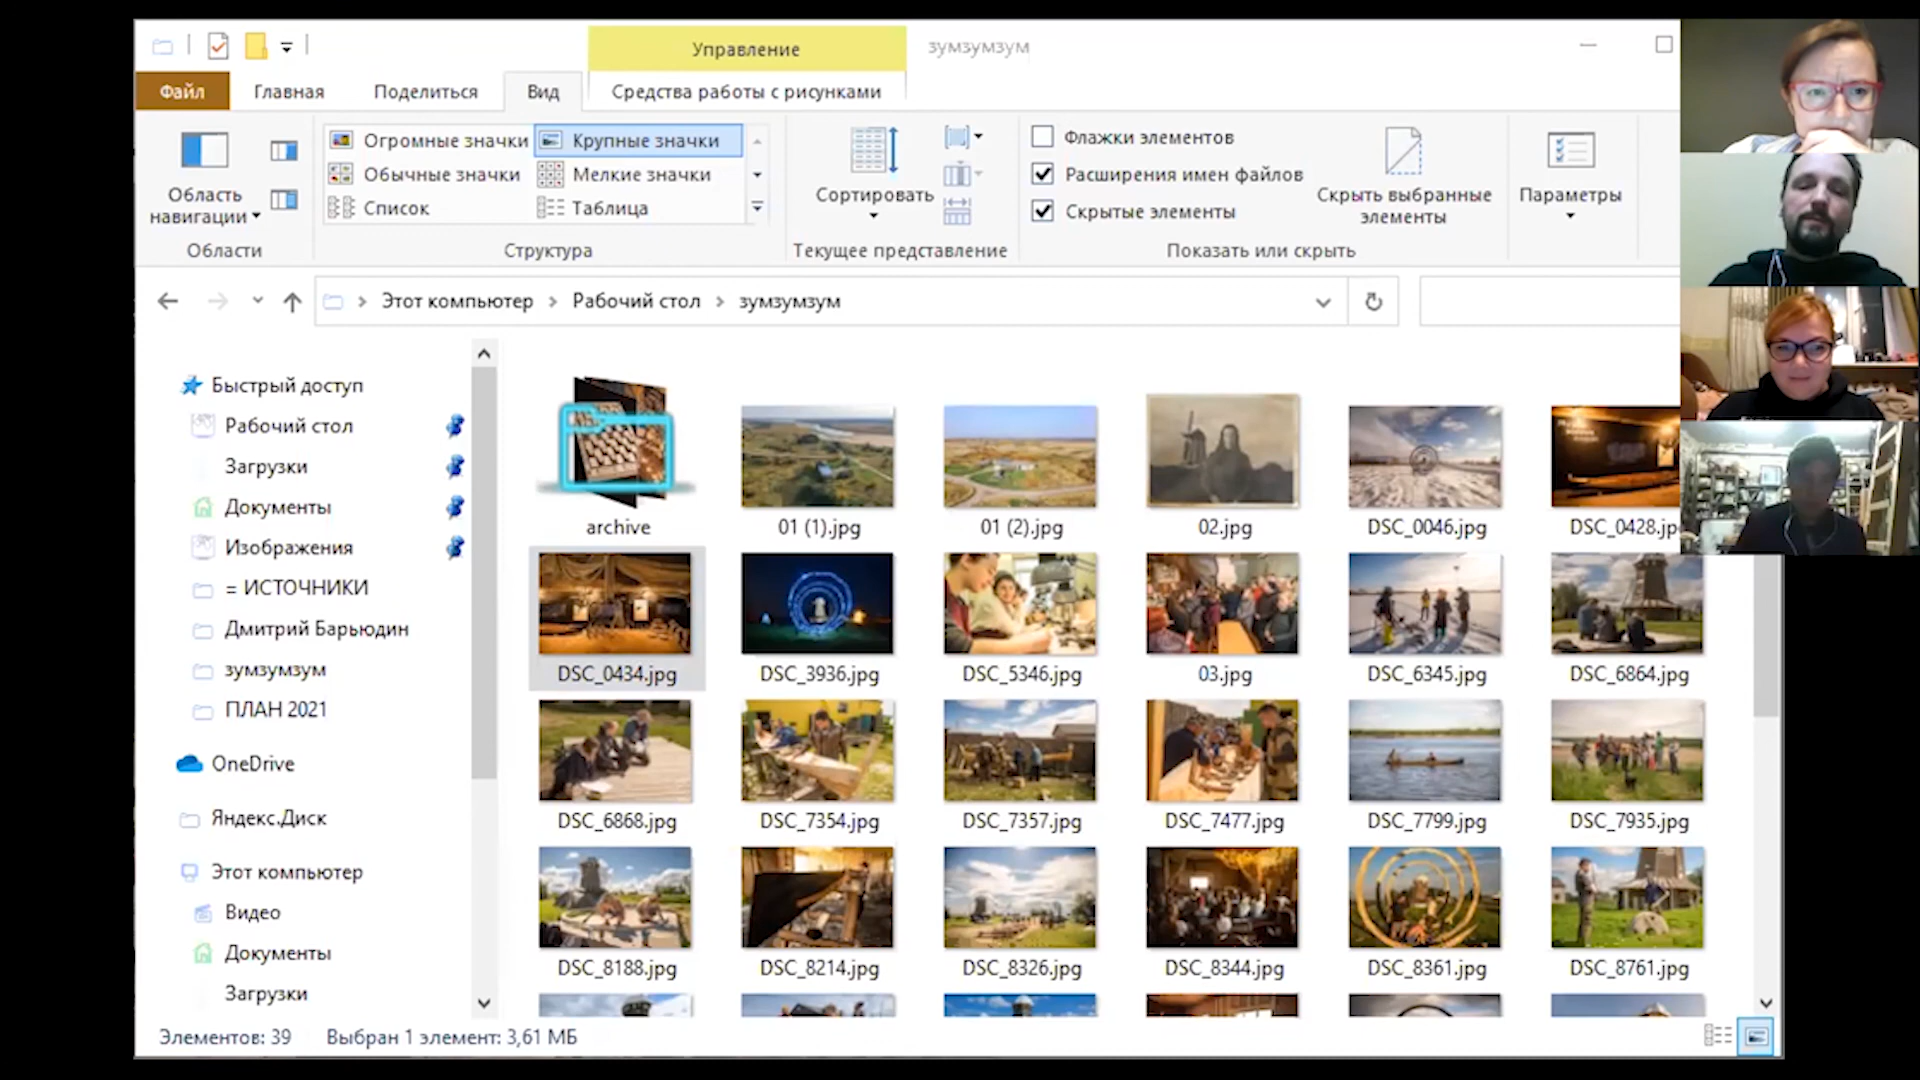 Управление
зумзумзум
Файл
Главная
Поделиться
Вид
Средства работы с рисунками
Область навигации
Огромные значки
Крупные значки
Обычные значки
Мелкие значки
Список
Таблица
Сортировать
Флажки элементов
Расширения имен файлов
Скрытые элементы
Скрыть выбранные
элементы
Параметры
Области
Структура
Текущее представление
Показать или скрыть
Этот компьютер
Рабочий стол
зумзумзум
Быстрый доступ
Рабочий стол
Загрузки
Документы
Изображения
= ИСТОЧНИКИ
Дмитрий Барьюдин
зумзумзум
ПЛАН 2021
OneDrive
Яндекс.Диск
Этот компьютер
Видео
Документы
Загрузки
archive
01 (1).jpg
01 (2).jpg
02.jpg
DSC_0046.jpg
DSC_0428.jp
DSC_0434.jpg
DSC_3936.jpg
DSC_5346.jpg
03.jpg
DSC_6345.jpg
DSC_6864.jpg
DSC_6868.jpg
DSC_7354.jpg
DSC_7357.jpg
DSC_7477.jpg
DSC_7799.jpg
DSC_7935.jpg
DSC_8188.jpg
DSC_8214.jpg
DSC_8326.jpg
DSC_8344.jpg
DSC_8361.jpg
DSC_8761.jpg
Элементов: 39
Выбран 1 элемент: 3,61 МБ